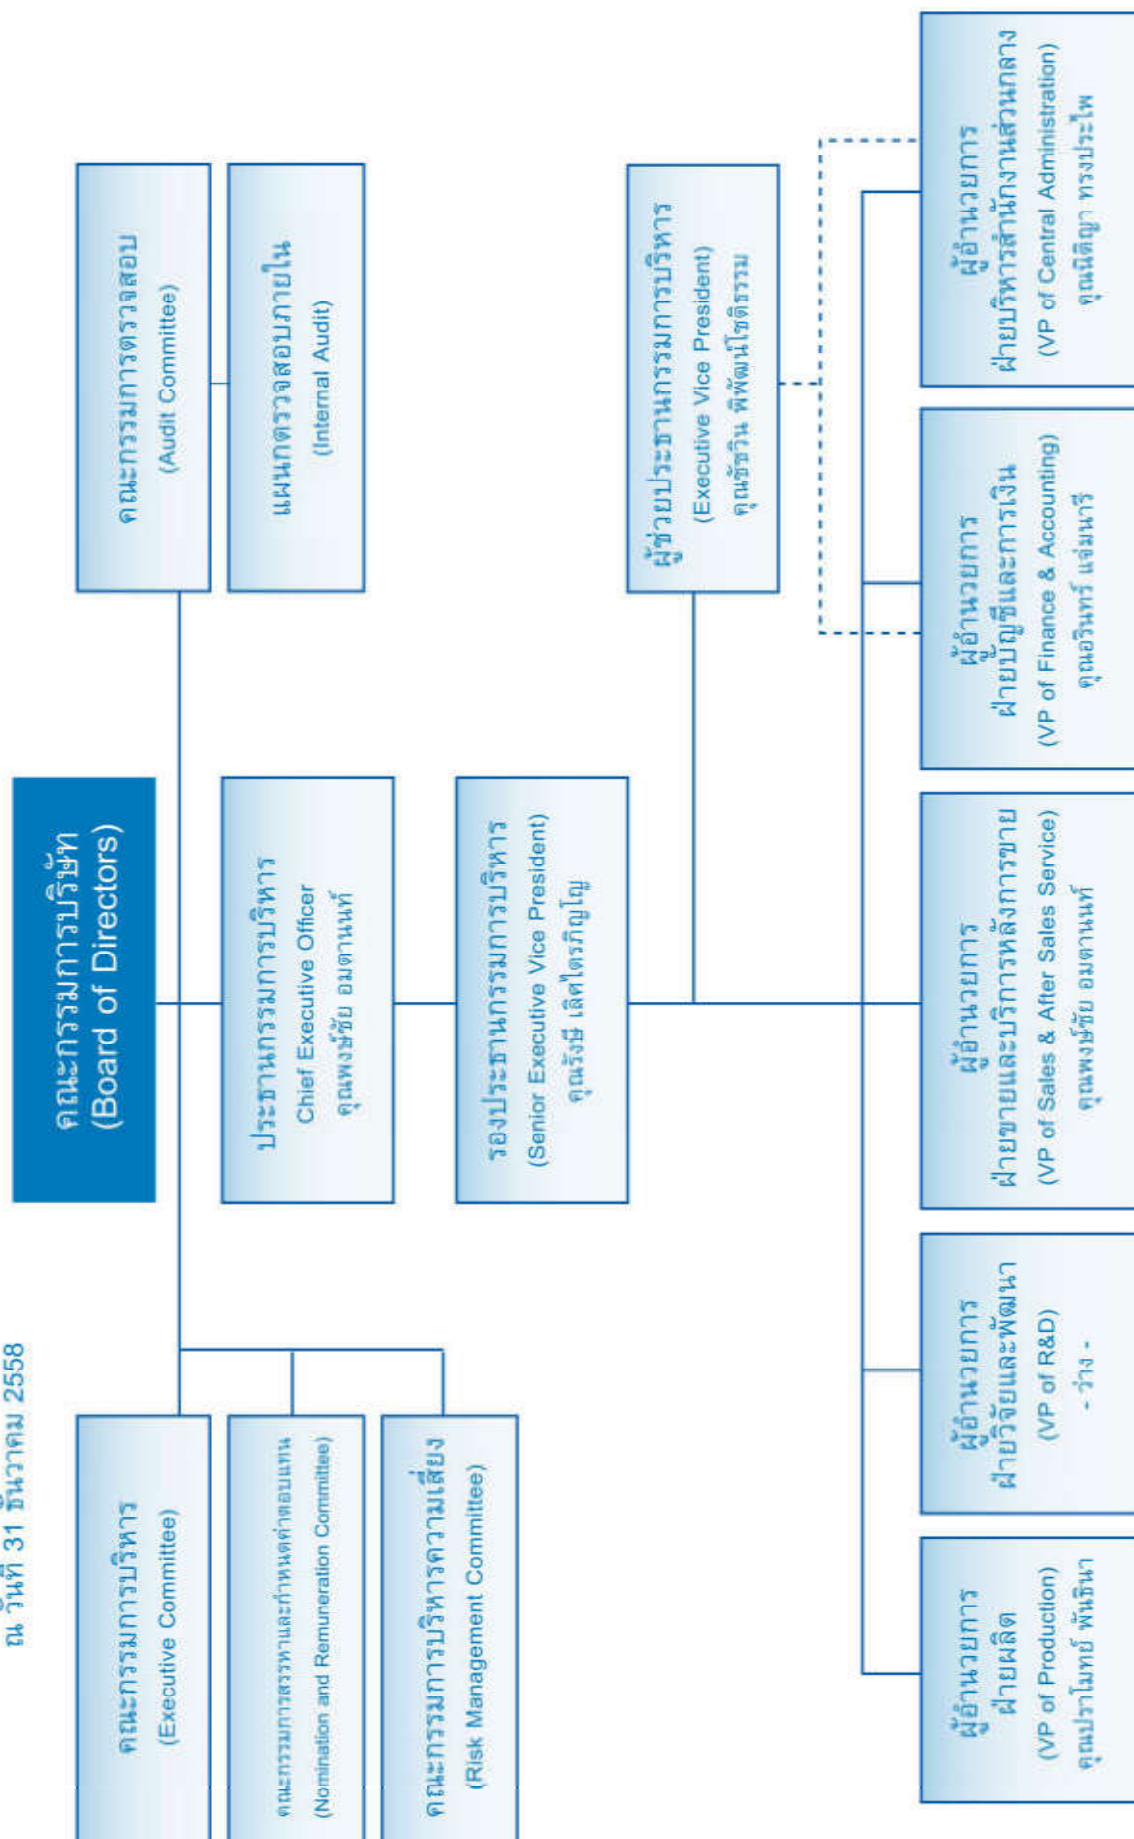 ณ วันที่ 31 ธันวาคม 2558
คณะกรรมการบริษัท
(Board of Directors)
คณะกรรมการบริหาร
(Executive Committee)
คณะกรรมการสรรหาและกำหนดค่าตอบแทน
(Nomination and Remuneration Committee)
คณะกรรมการบริหารความเสี่ยง
(Risk Management Committee)
คณะกรรมการตรวจสอบ
(Audit Committee)
แผนกตรวจสอบภายใน
(Internal Audit)
ประธานกรรมการบริหาร
Chief Executive Officer
คุณพงษ์ชัย อมตานนท์
รองประธานกรรมการบริหาร
(Senior Executive Vice President)
คุณรังษี เลิศไตรภิญโญ
ผู้ช่วยประธานกรรมการบริหาร
(Executive Vice President)
คุณชัชวิน พิพัฒน์โชติธรรม
ผู้อำนวยการ
ฝ่ายผลิต
(VP of Production)
คุณปราโมทย์ พันธินา
ผู้อำนวยการ
ฝ่ายวิจัยและพัฒนา
(VP of R&D)
- ว่าง -
ผู้อำนวยการ
ฝ่ายขายและบริการหลังการขาย
(VP of Sales & After Sales Service)
คุณพงษ์ชัย อมตานนท์
ผู้อำนวยการ
ฝ่ายบัญชีและการเงิน
(VP of Finance & Accounting)
คุณอรินทร์ แจ่มนารี
ผู้อำนวยการ
ฝ่ายบริหารสำนักงานส่วนกลาง
(VP of Central Administration)
คุณนิติญา ทรงประไพ